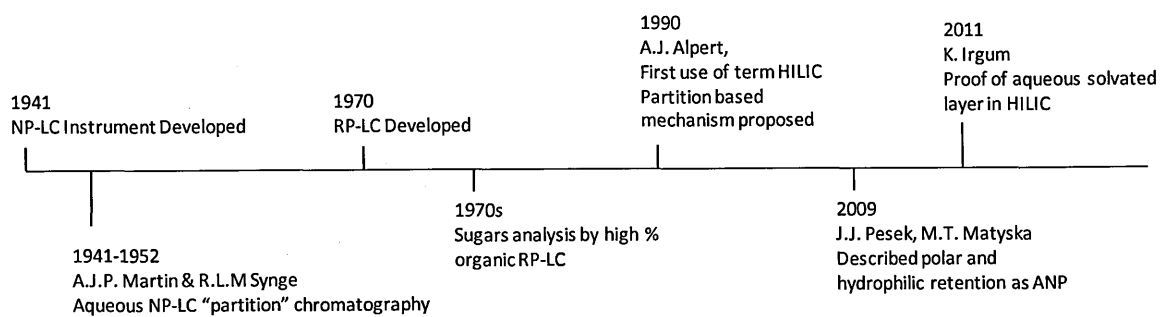 1941
NP-LC Instrument Developed
1941-1952
A.J.P. Martin & R.L.M Synge
Aqueous NP-LC “partition” chromatography
1970
RP-LC Developed
1970s
Sugars analysis by high %
organic RP-LC
1990
A.J. Alpert,
First use of term HILIC
Partition based
mechanism proposed
2009
J.J. Pesek, M.T. Matyska
Described polar and
hydrophilic retention as ANP
2011
K. Irgum
Proof of aqueous solvated
layer in HILIC